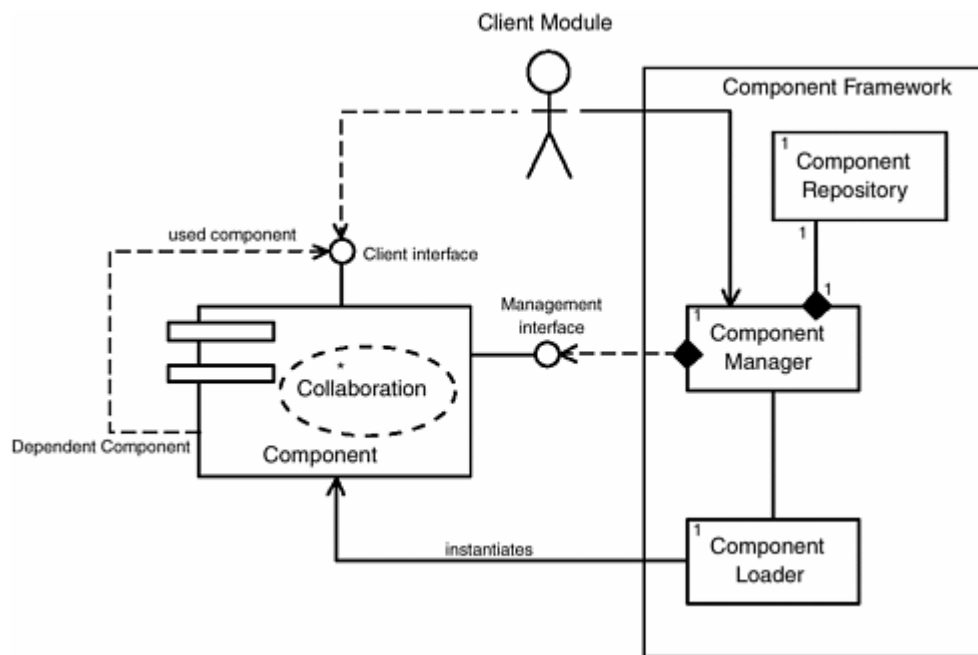 Client Module
Component Framework
1
Component
Repository
1
used component
Client interface
1
Management
interface
1
Component
Manager
*
Collaboration
Dependent Component
Component
1
Component
Loader
instantiates